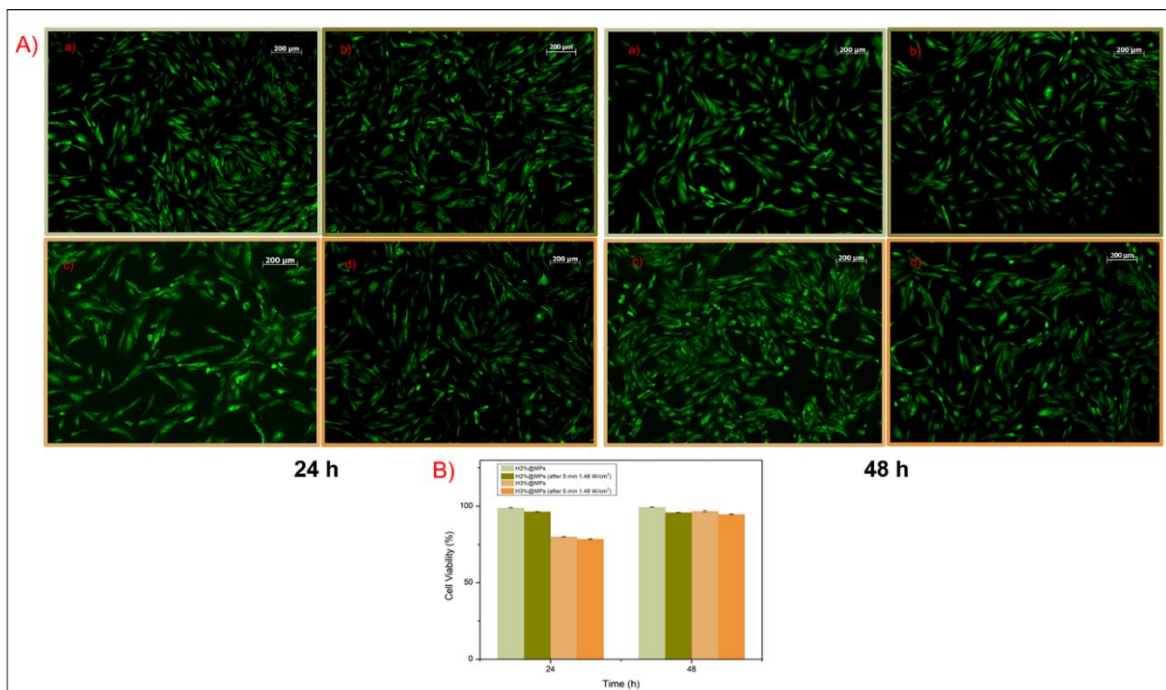 A)
a)
200 µm
b)
200 µm
a)
200 µm
b)
200 µm
c)
200 µm
d)
200 µm
c)
200 µm
d)
200 µm
24 h
48 h
B)
H2%@MPs
H2%@MPs (after 5 min 1.48 W/cm²)
H3%@MPs
H3%@MPs (after 5 min 1.48 W/cm²)
100
50
0
Cell Viability (%)
24
48
Time (h)